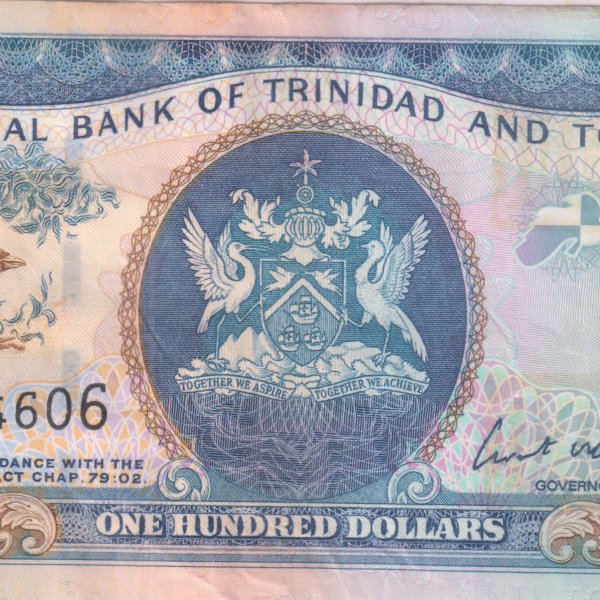 AL BANK OF TRINIDAD AND TO
TOGETHER WE ASPIRE TOGETHER WE ACHIEVE
4606
DANCE WITH THE
ACT CHAP. 79:02.
GOVERNO
ONE HUNDRED DOLLARS